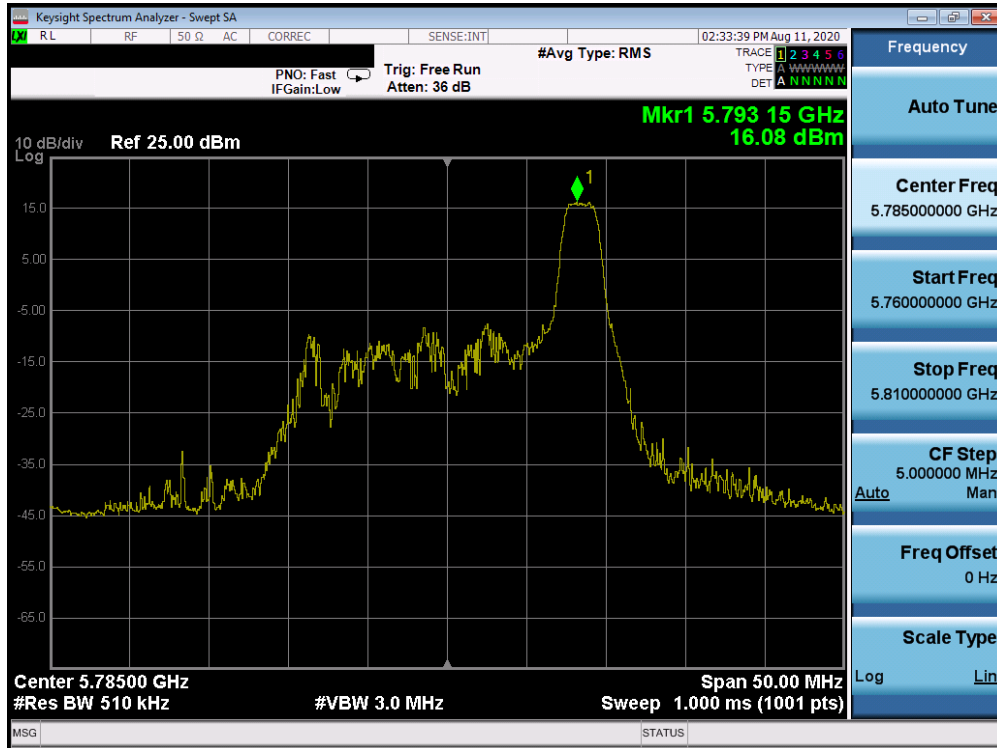 Keysight Spectrum Analyzer - Swept SA
LXI RL RF 50 Ω AC CORREC SENSE:INT 02:33:39 PM Aug 11, 2020
#Avg Type: RMS
TRACE 1 2 3 4 5 6
PNO: Fast Trig: Free Run
TYPE A WWWWW
IFGain:Low Atten: 36 dB
DET A N N N N N
Mkr1 5.793 15 GHz
16.08 dBm
10 dB/div Ref 25.00 dBm
Log
1
15.0
5.00
-5.00
-15.0
-25.0
-35.0
-45.0
-55.0
-65.0
Center 5.78500 GHz Span 50.00 MHz
#Res BW 510 kHz #VBW 3.0 MHz Sweep 1.000 ms (1001 pts)
MSG STATUS
Frequency
Auto Tune
Center Freq
5.785000000 GHz
Start Freq
5.760000000 GHz
Stop Freq
5.810000000 GHz
CF Step
5.000000 MHz
Auto Man
Freq Offset
0 Hz
Scale Type
Log Lin